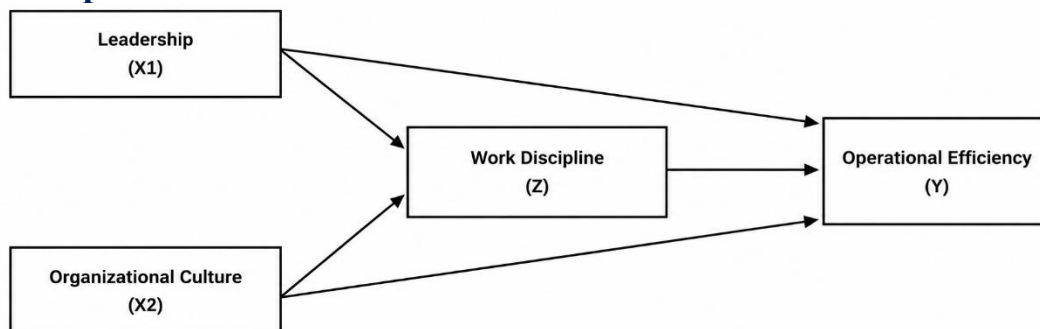 Leadership
(X1)
Work Discipline
(Z)
Operational Efficiency
(Y)
Organizational Culture
(X2)